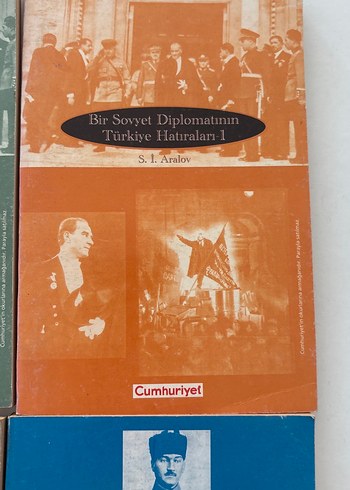 Bir Sovyet Diplomatının
Türkiye Hatıraları-1
S. İ. Aralov
Cumhuriyet'in okurlarına armağanıdır. Parayla satılmaz.
Cumhuriyet'in okurlarına armağanıdır. Parayla satılmaz.
Cumhuriyet